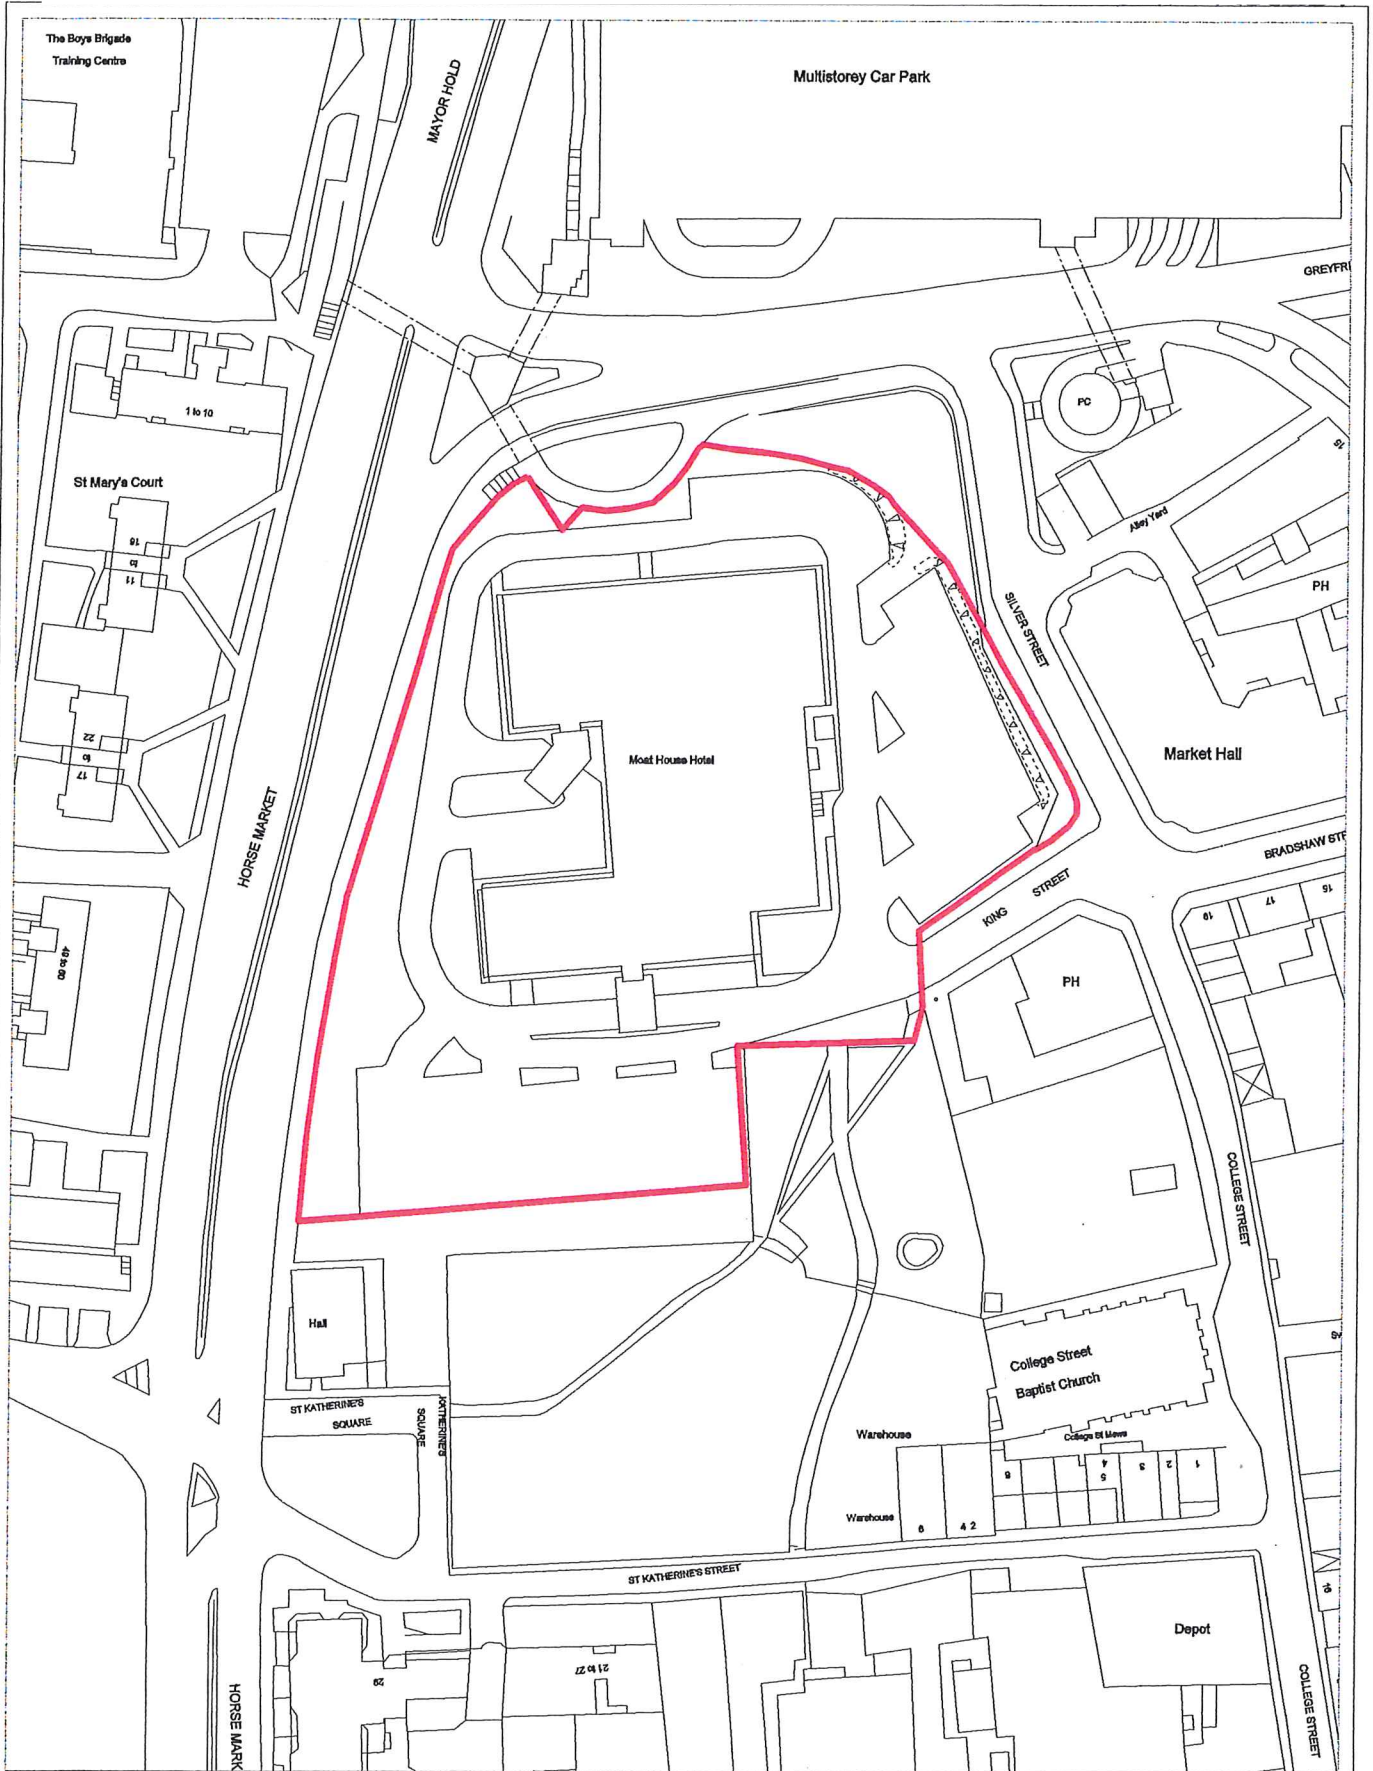 The Boys Brigade
Training Centre
MAYOR HOLD
Multistorey Car Park
GREYFRI
1 to 10
PC
15
St Mary's Court
Alley Yard
16
to
11
PH
SILVER STREET
22
to
17
Moat House Hotel
Market Hall
HORSE MARKET
BRADSHAW STR
KING STREET
19
17
15
49 to 60
PH
COLLEGE STREET
Hall
College Street
Baptist Church
ST KATHERINE'S
SQUARE
KATHERINE'S
SQUARE
College St Mews
Warehouse
6
5
4
3
2
1
Warehouse
6
4 2
ST KATHERINE'S STREET
16
Depot
29
21 to 27
HORSE MARK
COLLEGE STREET